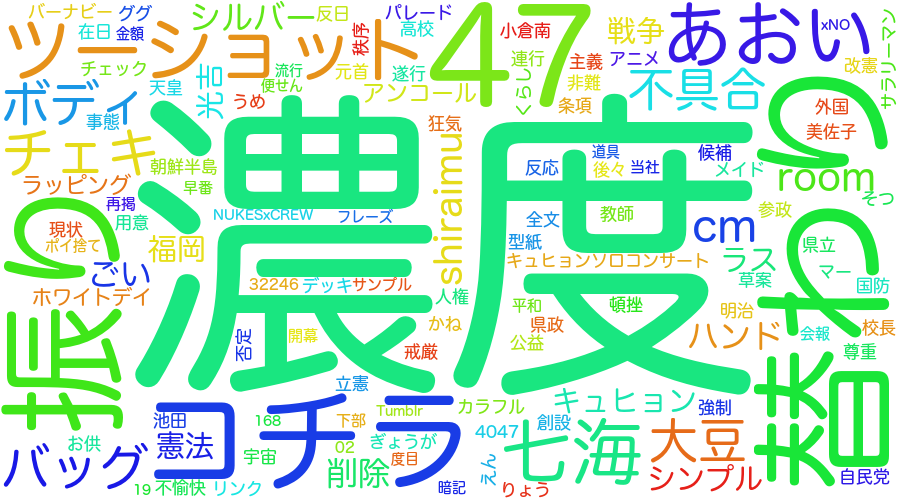 バーナビー
ググ
シルバー
反日
パレード
47
小倉南
戦争
あおい
xNO
サラリーマン
ツーショット
在日
金額
秩序
高校
連行
主義
アニメ
改憲
チェック
流行
元首
遂行
非難
不具合
ボディ
天皇
便せん
アンコール
くらし
条項
光吉
うめ
外国
事態
狂気
美佐子
チェキ
濃度
道具
候補
朝鮮半島
反応
後々
当社
メイド
り
ラッピング
早番
shiraimu
room
そっ
再掲
NUKESxCREW
フレーズ
全文
教師
cm
参政
現状
用意
ポイ捨て
福岡
型紙
県立
ラス
キュヒョンソロコンサート
マー
ごい
32246
デッキ
サンプル
草案
国防
ホワイトデイ
人権
平和
頓挫
明治
替わり
振り
かね
県政
会報
校長
否定
開幕
公益
ハンド
戒厳
尊重
立憲
キュヒョン
コチラ
Tumblr
カラフル
強制
池田
168
下部
創設
4047
七海
大豆
お供
憲法
02
ぎょうが
度目
宇宙
バッグ
削除
えん
シンプル
自民党
19
不愉快
リンク
暗記
りょう